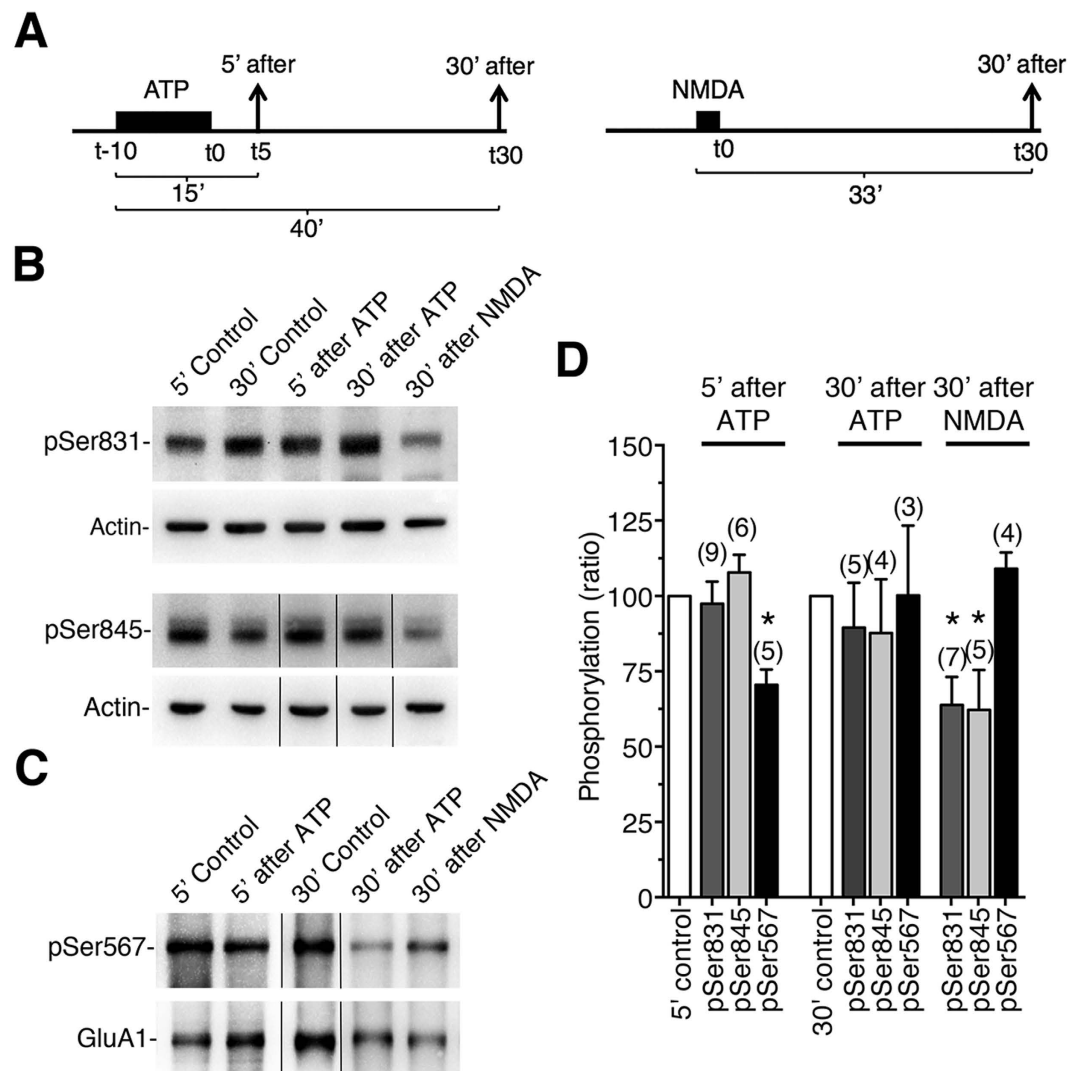 A
5’ after
ATP
t-10
t0
t5
t30
30’ after
15’
40’
NMDA
30’ after
t0
t30
33’
B
5’ Control
30’ Control
5’ after ATP
30’ after ATP
30’ after NMDA
pSer831-
Actin-
pSer845-
Actin-
C
5’ Control
5’ after ATP
30’ Control
30’ after ATP
30’ after NMDA
pSer567-
GluA1-
D
5’ after
ATP
30’ after
ATP
30’ after
NMDA
Phosphorylation (ratio)
150
125
100
75
50
25
0
(9)
(6)
*
(5)
(5)
(4)
(3)
*
(7)
*
(5)
(4)
5’ control
pSer831
pSer845
pSer567
30’ control
pSer831
pSer845
pSer567
pSer831
pSer845
pSer567